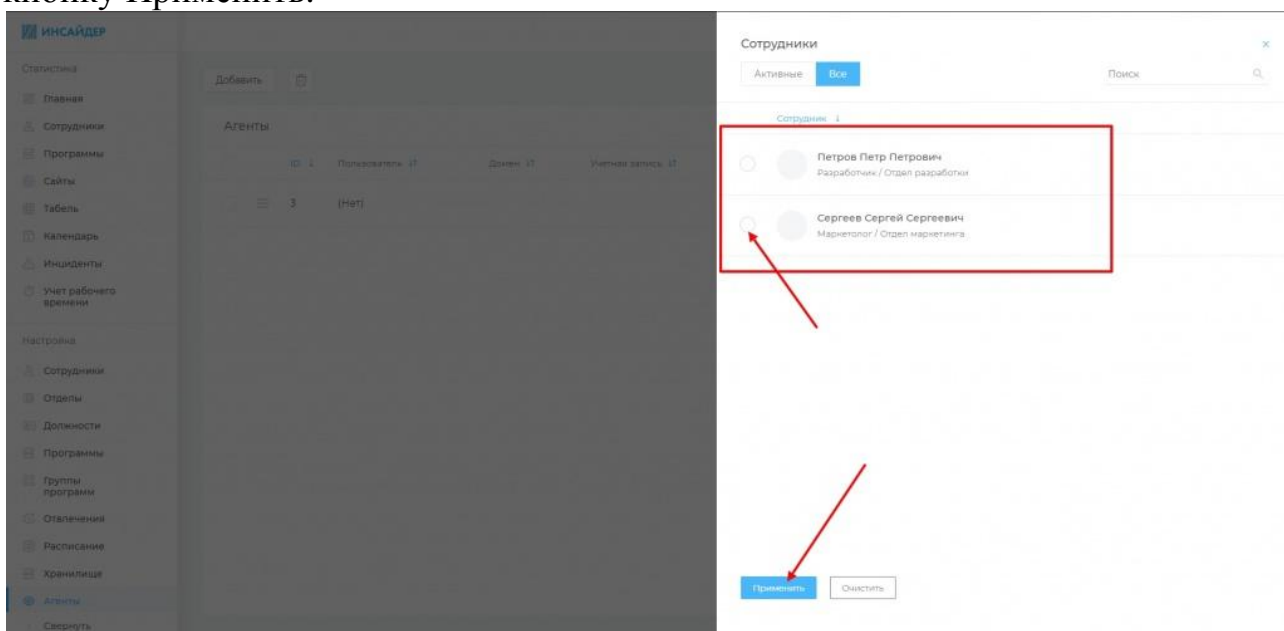 кнопку Применить.
ИНСАЙДЕР
Статистика
Главная
Сотрудники
Программы
Сайты
Табель
Календарь
Инциденты
Учет рабочего
времени
Настройка
Сотрудники
Отделы
Должности
Программы
Группы
программ
Отвлечения
Расписание
Хранилище
Агенты
Свернуть
Добавить
Агенты
ID Пользователь Домен Учетная запись
3 (Нет)
Сотрудники
Активные Все Поиск
Сотрудник
Петров Петр Петрович
Разработчик / Отдел разработки
Сергеев Сергей Сергеевич
Маркетолог / Отдел маркетинга
Применить Очистить